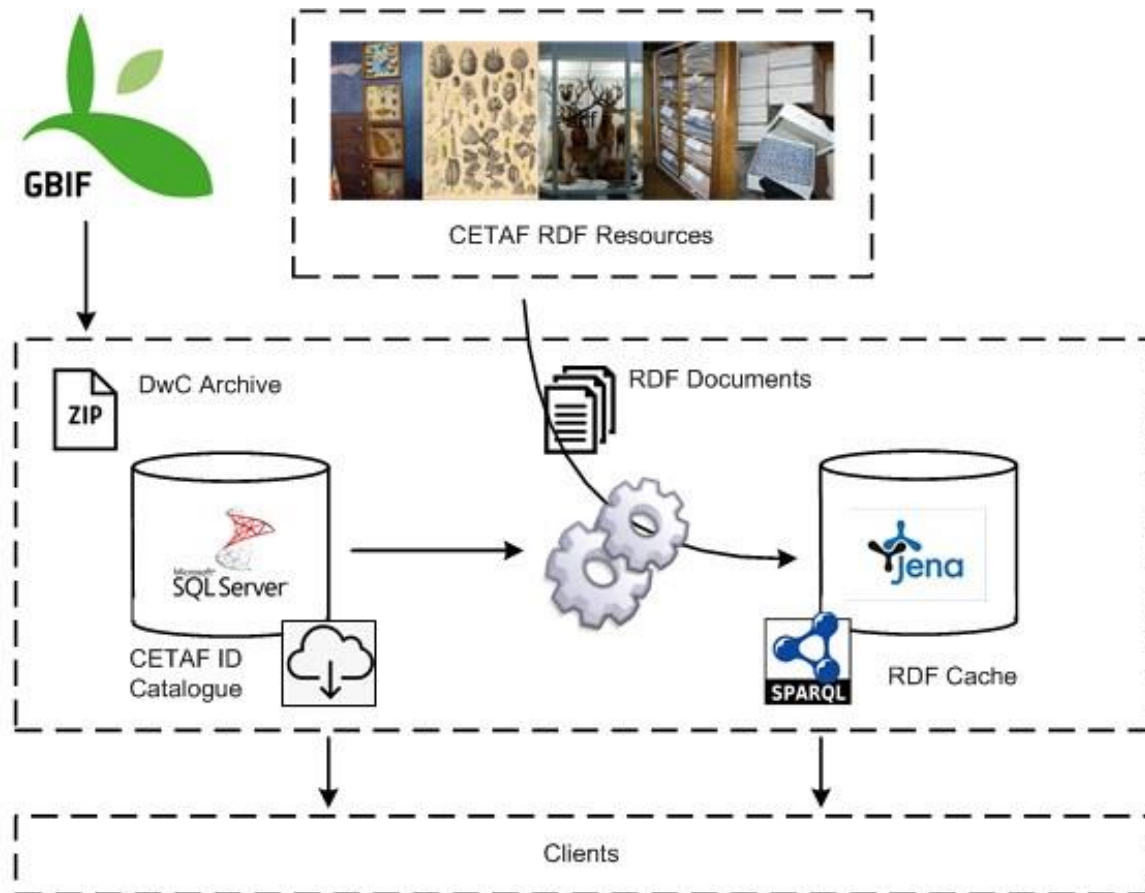 GBIF
rdf
CETAF RDF Resources
DwC Archive
ZIP
RDF Documents
Microsoft®
SQL Server
Jena
CETAF ID
Catalogue
SPARQL
RDF Cache
Clients